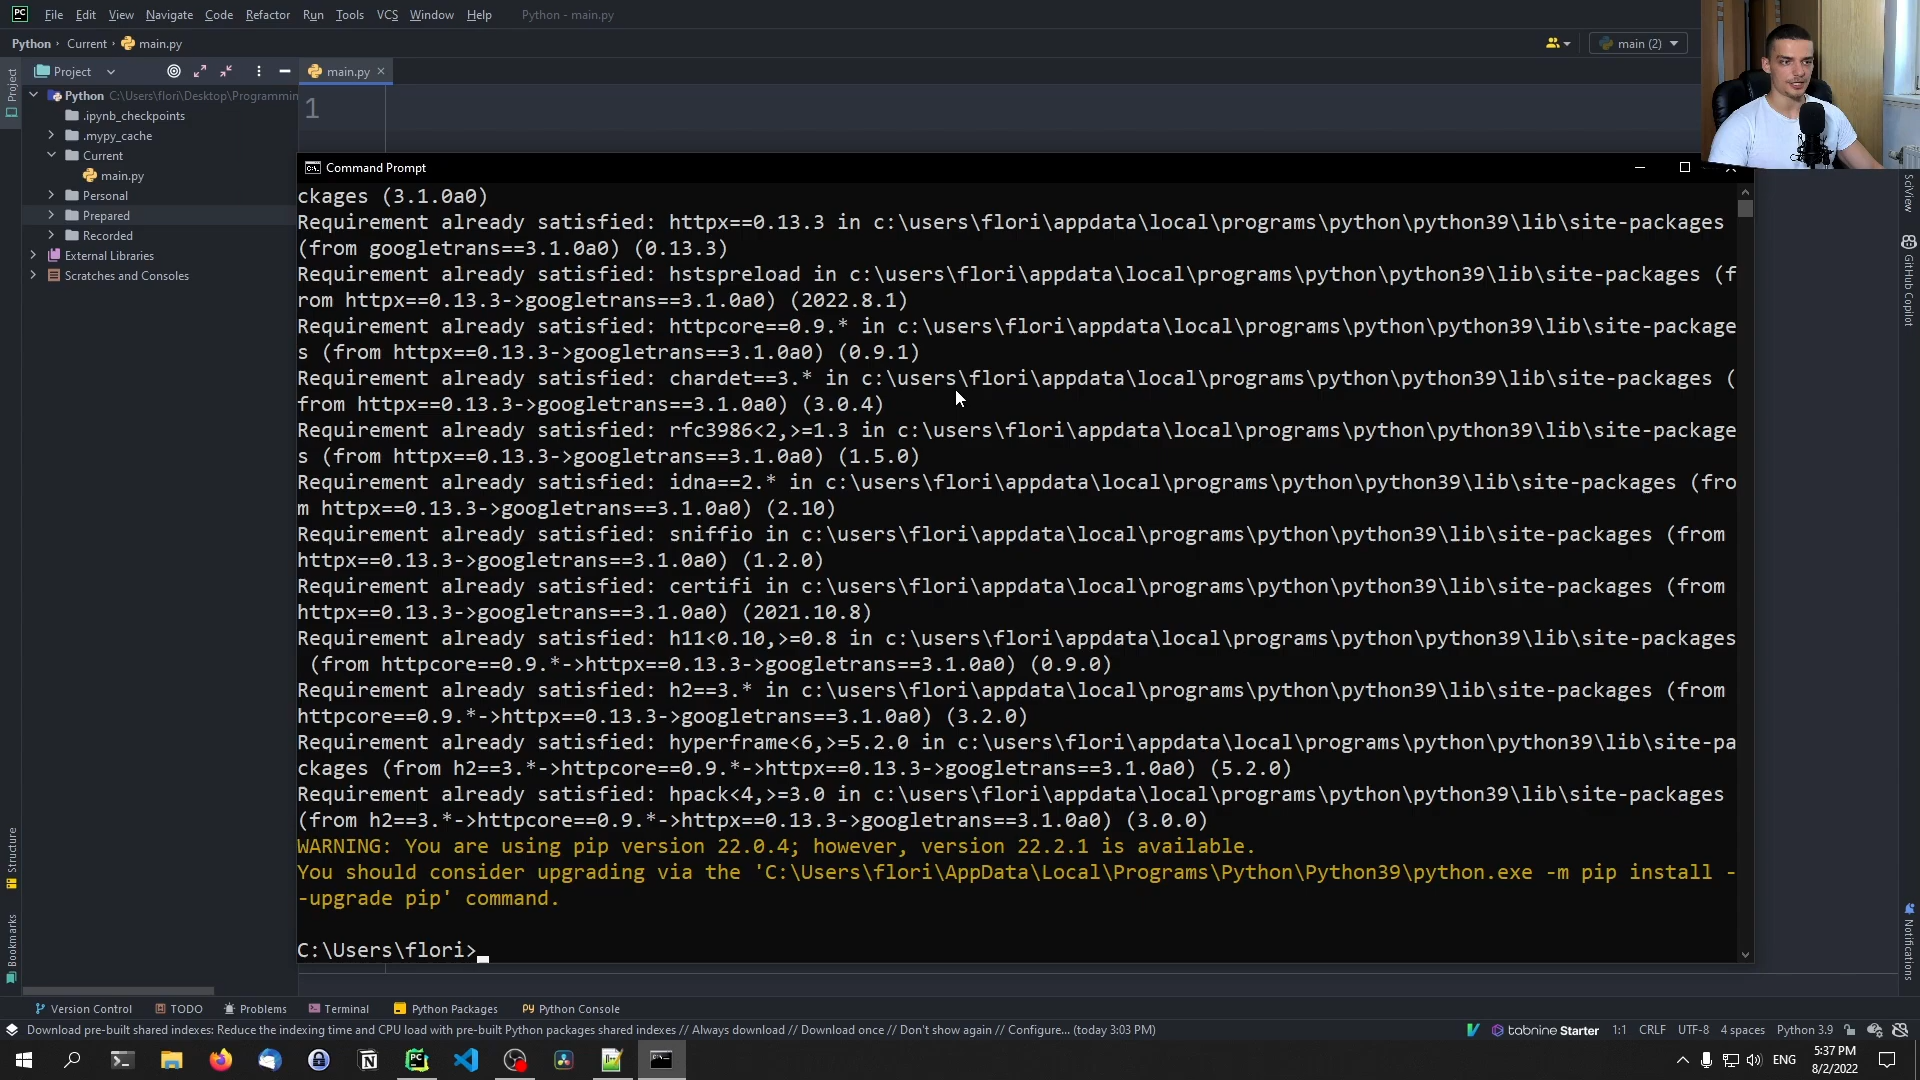 File Edit View Navigate Code Refactor Run Tools VCS Window Help Python - main.py
Python Current main.py main (2)
Project main.py
Project
Python C:\Users\flori\Desktop\Programmin
.ipynb_checkpoints
.mypy_cache
Current
main.py
Personal
Prepared
Recorded
External Libraries
Scratches and Consoles
1
Command Prompt
ckages (3.1.0a0)
Requirement already satisfied: httpx==0.13.3 in c:\users\flori\appdata\local\programs\python\python39\lib\site-packages
(from googletrans==3.1.0a0) (0.13.3)
Requirement already satisfied: hstspreload in c:\users\flori\appdata\local\programs\python\python39\lib\site-packages (f
rom httpx==0.13.3->googletrans==3.1.0a0) (2022.8.1)
Requirement already satisfied: httpcore==0.9.* in c:\users\flori\appdata\local\programs\python\python39\lib\site-package
s (from httpx==0.13.3->googletrans==3.1.0a0) (0.9.1)
Requirement already satisfied: chardet==3.* in c:\users\flori\appdata\local\programs\python\python39\lib\site-packages (
from httpx==0.13.3->googletrans==3.1.0a0) (3.0.4)
Requirement already satisfied: rfc3986<2,>=1.3 in c:\users\flori\appdata\local\programs\python\python39\lib\site-package
s (from httpx==0.13.3->googletrans==3.1.0a0) (1.5.0)
Requirement already satisfied: idna==2.* in c:\users\flori\appdata\local\programs\python\python39\lib\site-packages (fro
m httpx==0.13.3->googletrans==3.1.0a0) (2.10)
Requirement already satisfied: sniffio in c:\users\flori\appdata\local\programs\python\python39\lib\site-packages (from
httpx==0.13.3->googletrans==3.1.0a0) (1.2.0)
Requirement already satisfied: certifi in c:\users\flori\appdata\local\programs\python\python39\lib\site-packages (from
httpx==0.13.3->googletrans==3.1.0a0) (2021.10.8)
Requirement already satisfied: h11<0.10,>=0.8 in c:\users\flori\appdata\local\programs\python\python39\lib\site-packages
(from httpcore==0.9.*->httpx==0.13.3->googletrans==3.1.0a0) (0.9.0)
Requirement already satisfied: h2==3.* in c:\users\flori\appdata\local\programs\python\python39\lib\site-packages (from
httpcore==0.9.*->httpx==0.13.3->googletrans==3.1.0a0) (3.2.0)
Requirement already satisfied: hyperframe<6,>=5.2.0 in c:\users\flori\appdata\local\programs\python\python39\lib\site-pa
ckages (from h2==3.*->httpcore==0.9.*->httpx==0.13.3->googletrans==3.1.0a0) (5.2.0)
Requirement already satisfied: hpack<4,>=3.0 in c:\users\flori\appdata\local\programs\python\python39\lib\site-packages
(from h2==3.*->httpcore==0.9.*->httpx==0.13.3->googletrans==3.1.0a0) (3.0.0)
WARNING: You are using pip version 22.0.4; however, version 22.2.1 is available.
You should consider upgrading via the 'C:\Users\flori\AppData\Local\Programs\Python\Python39\python.exe -m pip install -
-upgrade pip' command.
C:\Users\flori>
SciView
GitHub Copilot
Notifications
Structure
Bookmarks
Version Control TODO Problems Terminal Python Packages Python Console
Download pre-built shared indexes: Reduce the indexing time and CPU load with pre-built Python packages shared indexes // Always download // Download once // Don't show again // Configure... (today 3:03 PM) tabnine Starter 1:1 CRLF UTF-8 4 spaces Python 3.9
ENG 5:37 PM
8/2/2022